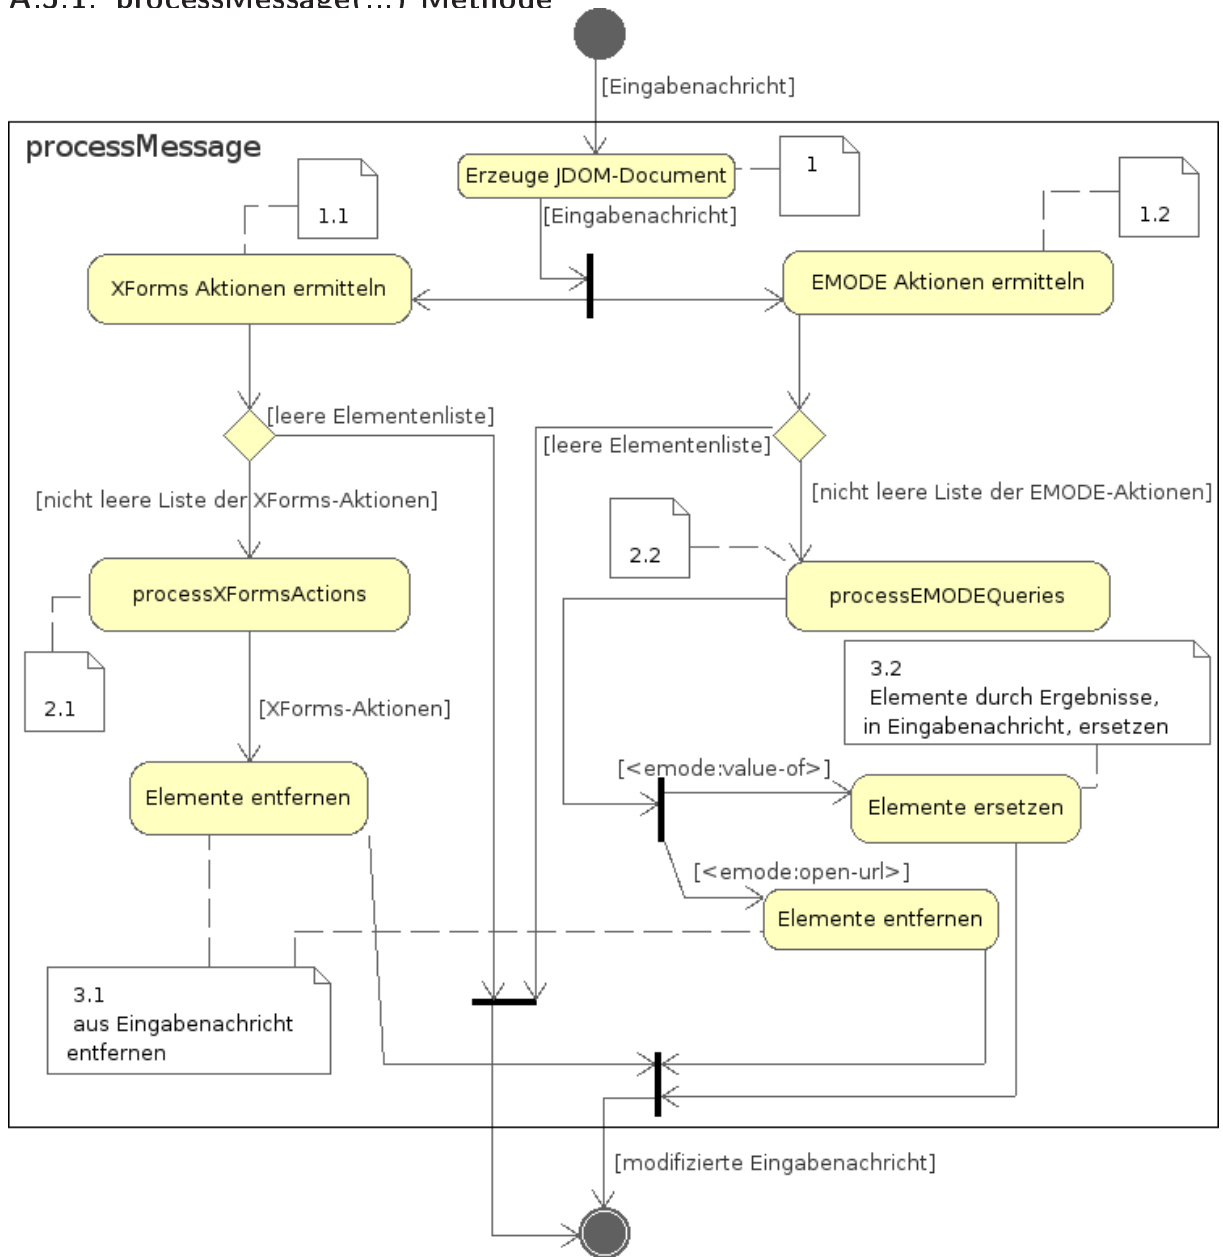 A.3.1. processMessage(...) Methode
[Eingabenachricht]
processMessage
Erzeuge JDOM-Document
1
1.1
[Eingabenachricht]
1.2
XForms Aktionen ermitteln
EMODE Aktionen ermitteln
[leere Elementenliste]
[leere Elementenliste]
[nicht leere Liste der XForms-Aktionen]
[nicht leere Liste der EMODE-Aktionen]
2.2
processXFormsActions
processEMODEQueries
2.1
[XForms-Aktionen]
3.2
Elemente durch Ergebnisse,
in Eingabenachricht, ersetzen
[<emode:value-of>]
Elemente entfernen
Elemente ersetzen
[<emode:open-url>]
Elemente entfernen
3.1
aus Eingabenachricht
entfernen
[modifizierte Eingabenachricht]